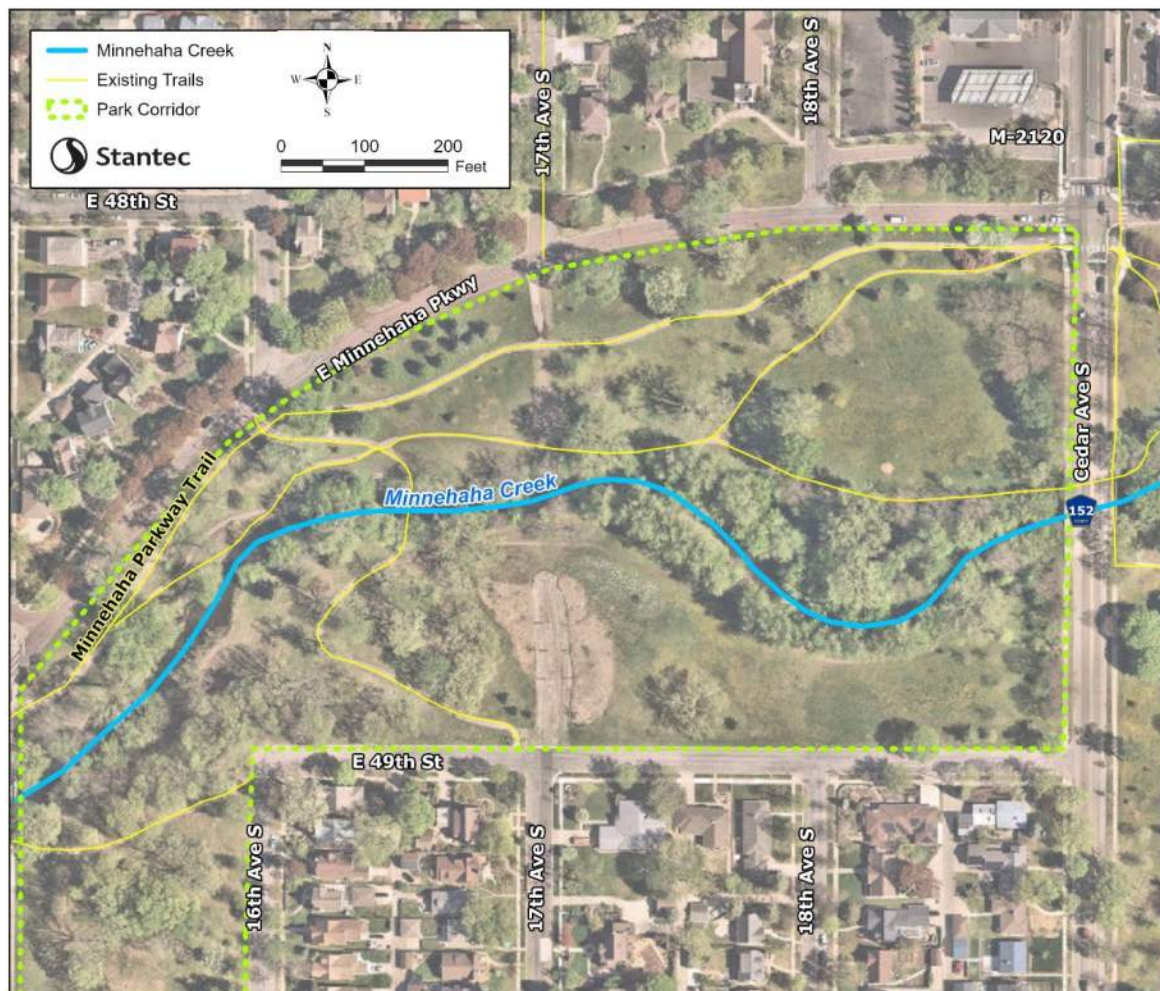 Minnehaha Creek
Existing Trails
Park Corridor
N
W E
S
Stantec
0 100 200
Feet
17th Ave S
18th Ave S
M-2120
E 48th St
E Minnehaha Pkwy
Minnehaha Parkway Trail
Minnehaha Creek
Cedar Ave S
152
E 49th St
16th Ave S
17th Ave S
18th Ave S